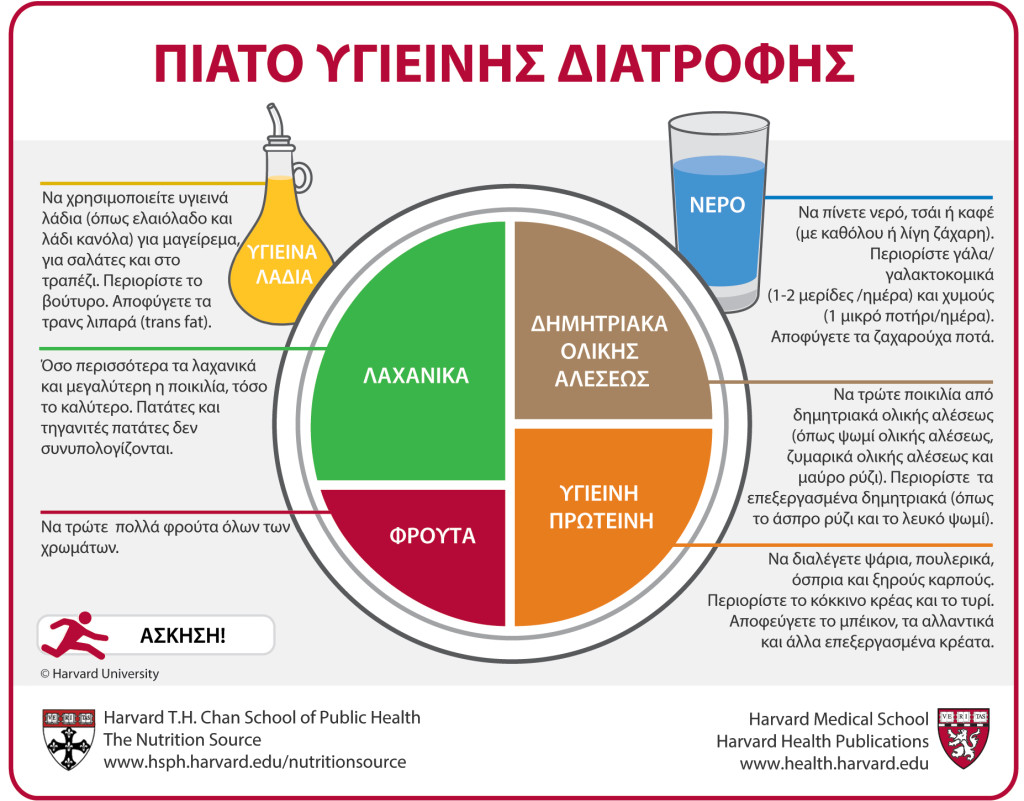 ΠΙΑΤΟ ΥΓΙΕΙΝΗΣ ΔΙΑΤΡΟΦΗΣ
Να χρησιμοποιείτε υγιεινά
λάδια (όπως ελαιόλαδο και
λάδι κανόλα) για μαγείρεμα,
για σαλάτες και στο
τραπέζι. Περιορίστε το
βούτυρο. Αποφύγετε τα
τρανς λιπαρά (trans fat).
ΥΓΙΕΙΝΑ
ΛΑΔΙΑ
Όσο περισσότερα τα λαχανικά
και μεγαλύτερη η ποικιλία, τόσο
το καλύτερο. Πατάτες και
τηγανιτές πατάτες δεν
συνυπολογίζονται.
Να τρώτε πολλά φρούτα όλων των
χρωμάτων.
ΛΑΧΑΝΙΚΑ
ΦΡΟΥΤΑ
ΔΗΜΗΤΡΙΑΚΑ
ΟΛΙΚΗΣ
ΑΛΕΣΕΩΣ
ΥΓΙΕΙΝΗ
ΠΡΩΤΕΙΝΗ
ΝΕΡΟ
Να πίνετε νερό, τσάι ή καφέ
(με καθόλου ή λίγη ζάχαρη).
Περιορίστε γάλα/
γαλακτοκομικά
(1-2 μερίδες /ημέρα) και χυμούς
(1 μικρό ποτήρι/ημέρα).
Αποφύγετε τα ζαχαρούχα ποτά.
Να τρώτε ποικιλία από
δημητριακά ολικής αλέσεως
(όπως ψωμί ολικής αλέσεως,
ζυμαρικά ολικής αλέσεως και
μαύρο ρύζι). Περιορίστε τα
επεξεργασμένα δημητριακά (όπως
το άσπρο ρύζι και το λευκό ψωμί).
Να διαλέγετε ψάρια, πουλερικά,
όσπρια και ξηρούς καρπούς.
Περιορίστε το κόκκινο κρέας και το τυρί.
Αποφεύγετε το μπέικον, τα αλλαντικά
και άλλα επεξεργασμένα κρέατα.
ΑΣΚΗΣΗ!
© Harvard University
Harvard T.H. Chan School of Public Health
The Nutrition Source
www.hsph.harvard.edu/nutritionsource
Harvard Medical School
Harvard Health Publications
www.health.harvard.edu
VE RI TAS
VE RI TAS